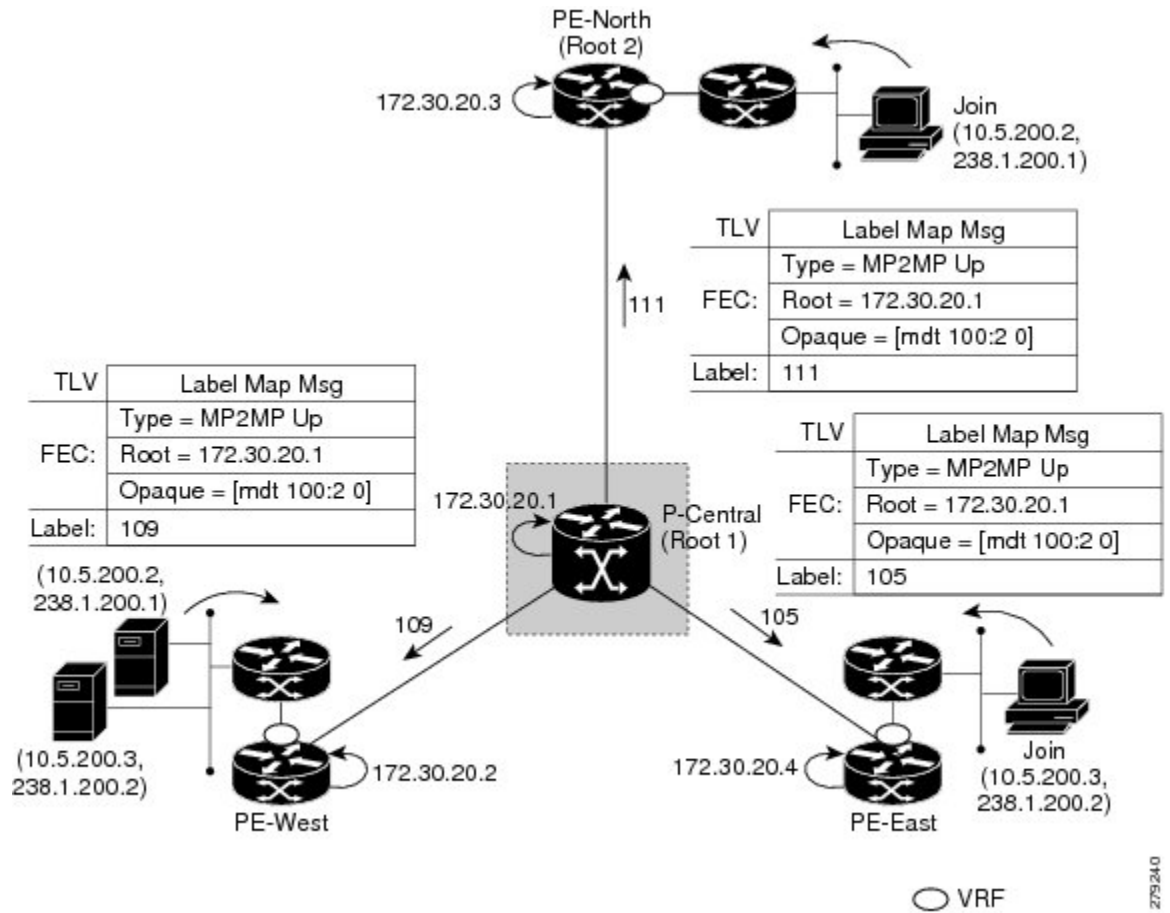 PE-North
(Root 2)
172.30.20.3
Join
(10.5.200.2,
238.1.200.1)
TLV
Label Map Msg
Type = MP2MP Up
FEC:
Root = 172.30.20.1
Opaque = [mdt 100:2 0]
Label:
111
111
TLV
Label Map Msg
Type = MP2MP Up
FEC:
Root = 172.30.20.1
Opaque = [mdt 100:2 0]
Label:
109
TLV
Label Map Msg
Type = MP2MP Up
FEC:
Root = 172.30.20.1
Opaque = [mdt 100:2 0]
Label:
105
172.30.20.1
P-Central
(Root 1)
(10.5.200.2,
238.1.200.1)
109
105
(10.5.200.3,
238.1.200.2)
172.30.20.2
PE-West
172.30.20.4
PE-East
Join
(10.5.200.3,
238.1.200.2)
VRF
279240